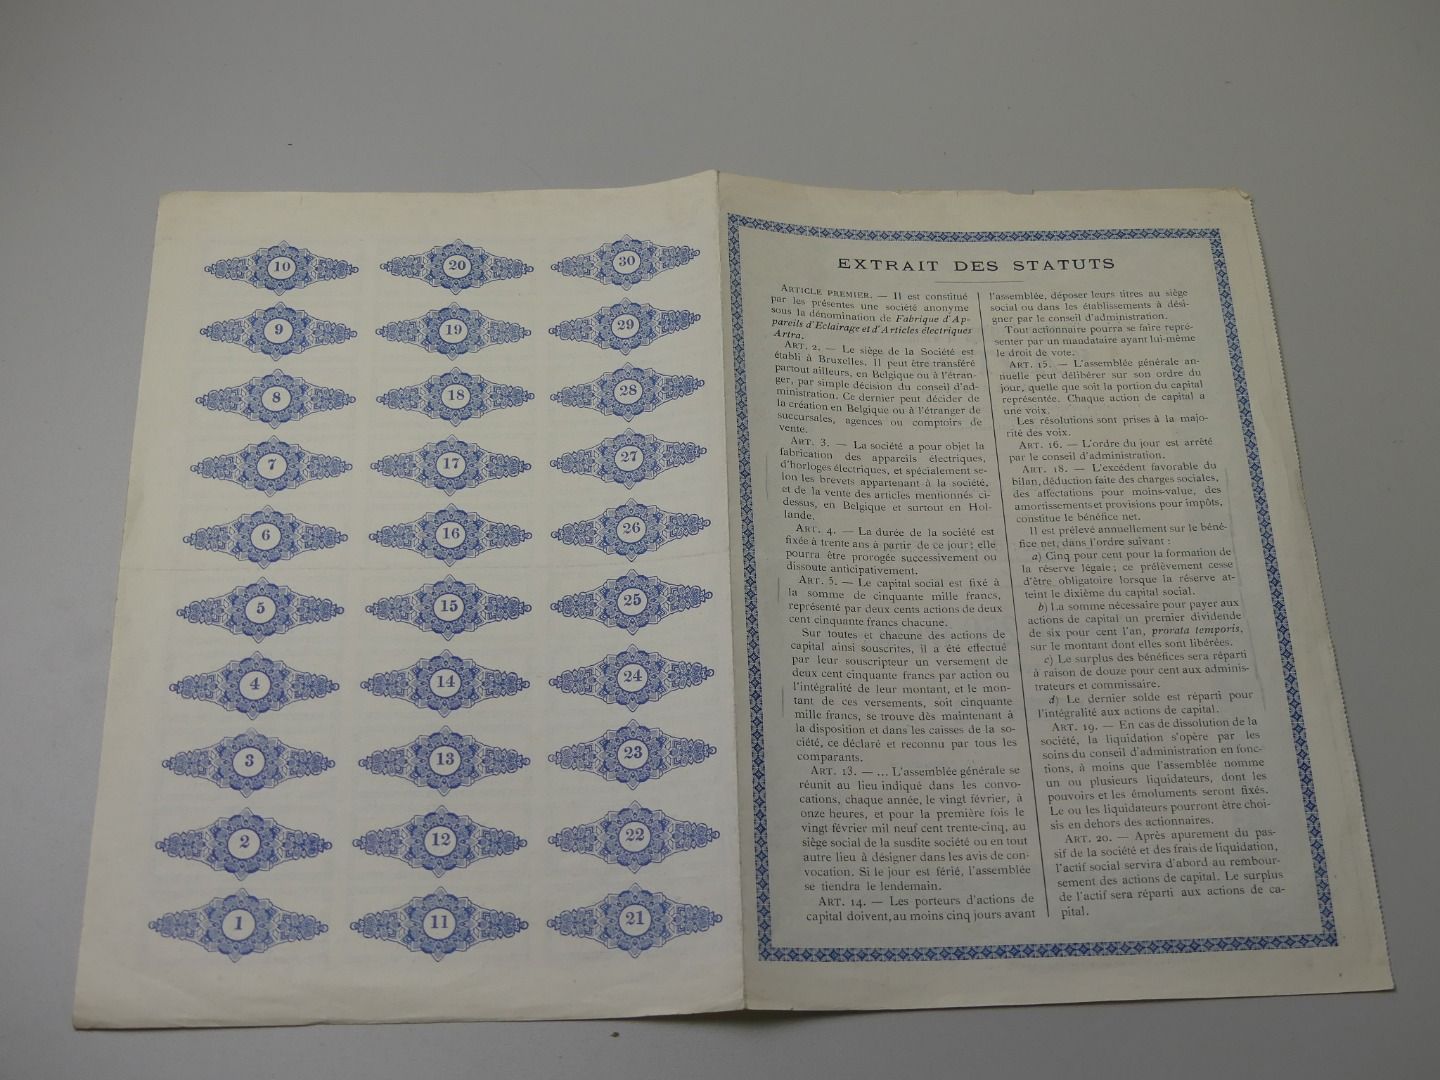 10
20
30
9
19
29
8
18
28
7
17
27
6
16
26
5
15
25
4
14
24
3
13
23
2
12
22
1
11
21
EXTRAIT DES STATUTS
ARTICLE PREMIER. — Il est constitué
par les présentes une société anonyme
sous la dénomination de Fabrique d'Ap-
pareils d'Eclairage et d'Articles électriques
Artra.
ART. 2. — Le siège de la Société est
établi à Bruxelles. Il peut être transféré
partout ailleurs, en Belgique ou à l'étran-
ger, par simple décision du conseil d'ad-
ministration. Ce dernier peut décider de
la création en Belgique ou à l'étranger de
succursales, agences ou comptoirs de
vente.
ART. 3. — La société a pour objet la
fabrication des appareils électriques,
d'horloges électriques, et spécialement se-
lon les brevets appartenant à la société,
et de la vente des articles mentionnés ci-
dessus, en Belgique et surtout en Hol-
lande.
ART. 4. — La durée de la société est
fixée à trente ans à partir de ce jour; elle
pourra être prorogée successivement ou
dissoute anticipativement.
ART. 5. — Le capital social est fixé à
la somme de cinquante mille francs,
représenté par deux cents actions de deux
cent cinquante francs chacune.
Sur toutes et chacune des actions de
capital ainsi souscrites, il a été effectué
par leur souscripteur un versement de
deux cent cinquante francs par action ou
l'intégralité de leur montant, et le mon-
tant de ces versements, soit cinquante
mille francs, se trouve dès maintenant à
la disposition et dans les caisses de la so-
ciété, ce déclaré et reconnu par tous les
comparants.
ART. 13. — ... L'assemblée générale se
réunit au lieu indiqué dans les convo-
cations, chaque année, le vingt février, à
onze heures, et pour la première fois le
vingt février mil neuf cent trente-cinq, au
siège social de la susdite société ou en tout
autre lieu à désigner dans les avis de con-
vocation. Si le jour est férié, l'assemblée
se tiendra le lendemain.
ART. 14. — Les porteurs d'actions de
capital doivent, au moins cinq jours avant
l'assemblée, déposer leurs titres au siège
social ou dans les établissements à dési-
gner par le conseil d'administration.
Tout actionnaire pourra se faire repré-
senter par un mandataire ayant lui-même
le droit de vote.
ART. 15. — L'assemblée générale an-
nuelle peut délibérer sur son ordre du
jour, quelle que soit la portion du capital
représentée. Chaque action de capital a
une voix.
Les résolutions sont prises à la majo-
rité des voix.
ART. 16. — L'ordre du jour est arrêté
par le conseil d'administration.
ART. 18. — L'excédent favorable du
bilan, déduction faite des charges sociales,
des affectations pour moins-value, des
amortissements et provisions pour impôts,
constitue le bénéfice net.
Il est prélevé annuellement sur le béné-
fice net, dans l'ordre suivant :
a) Cinq pour cent pour la formation de
la réserve légale; ce prélèvement cesse
d'être obligatoire lorsque la réserve at-
teint le dixième du capital social.
b) La somme nécessaire pour payer aux
actions de capital un premier dividende
de six pour cent l'an, prorata temporis,
sur le montant dont elles sont libérées.
c) Le surplus des bénéfices sera réparti
à raison de douze pour cent aux adminis-
trateurs et commissaire.
d) Le dernier solde est réparti pour
l'intégralité aux actions de capital.
ART. 19. — En cas de dissolution de la
société, la liquidation s'opère par les
soins du conseil d'administration en fonc-
tions, à moins que l'assemblée nomme
un ou plusieurs liquidateurs, dont les
pouvoirs et les émoluments seront fixés.
Le ou les liquidateurs pourront être choi-
sis en dehors des actionnaires.
ART. 20. — Après apurement du pas-
sif de la société et des frais de liquidation,
l'actif social servira d'abord au rembour-
sement des actions de capital. Le surplus
de l'actif sera réparti aux actions de ca-
pital.